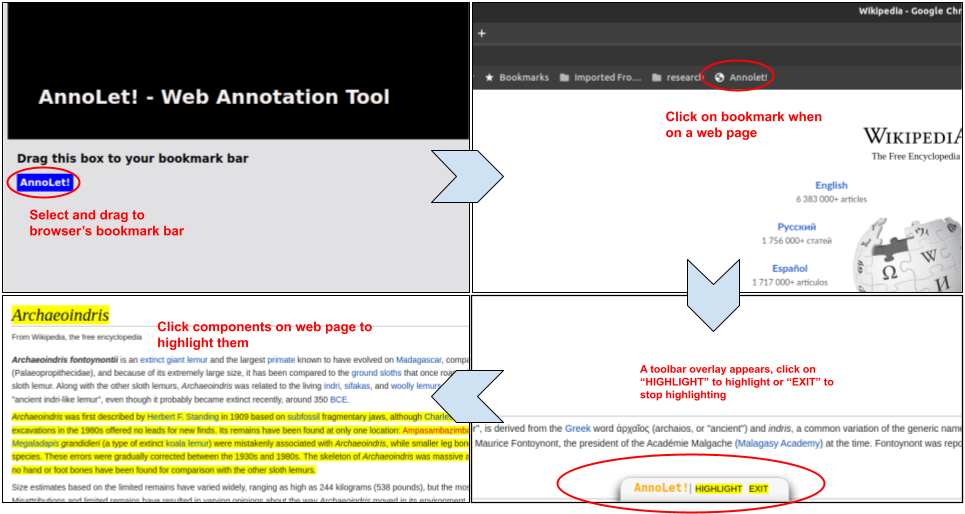 AnnoLet! - Web Annotation Tool
Drag this box to your bookmark bar
AnnoLet!
Select and drag to
browser's bookmark bar
Wikipedia - Google Chr
+
Bookmarks Imported Fro... research Annolet!
Click on bookmark when
on a web page
WIKIPEDIA
The Free Encyclopedia
English
6 383 000+ articles
Русский
1 756 000+ статей
Español
1 717 000+ artículos
Ω W И
A toolbar overlay appears, click on
“HIGHLIGHT” to highlight or “EXIT” to
stop highlighting
r", is derived from the Greek word ἀρχαῖος (archaios, or "ancient") and indris, a common variation of the generic name
Maurice Fontoynont, the president of the Académie Malgache (Malagasy Academy) at the time. Fontoynont was repo
AnnoLet!| HIGHLIGHT EXIT
Archaeoindris
Click components on web page to
highlight them
From Wikipedia, the free encyclopedia
Archaeoindris fontoynontii is an extinct giant lemur and the largest primate known to have evolved on Madagascar, compa
(Palaeopropithecidae), and because of its extremely large size, it has been compared to the ground sloths that once roa
sloth lemur. Along with the other sloth lemurs, Archaeoindris was related to the living indri, sifakas, and woolly lemurs
"ancient indri-like lemur", even though it probably became extinct recently, around 350 BCE.
Archaeoindris was first described by Herbert F. Standing in 1909 based on subfossil fragmentary jaws, although Charles
excavations in the 1980s offered no leads for new finds. Its remains have been found at only one location: Ampasambazimba
Megaladapis grandidieri (a type of extinct koala lemur) were mistakenly associated with Archaeoindris, while smaller leg bone
species. These errors were gradually corrected between the 1930s and 1980s. The skeleton of Archaeoindris was massive a
no hand or foot bones have been found for comparison with the other sloth lemurs.
Size estimates based on the limited remains have varied widely, ranging as high as 244 kilograms (538 pounds), but the mos
Misattributions and limited remains have resulted in varying opinions about the way Archaeoindris moved in its environment